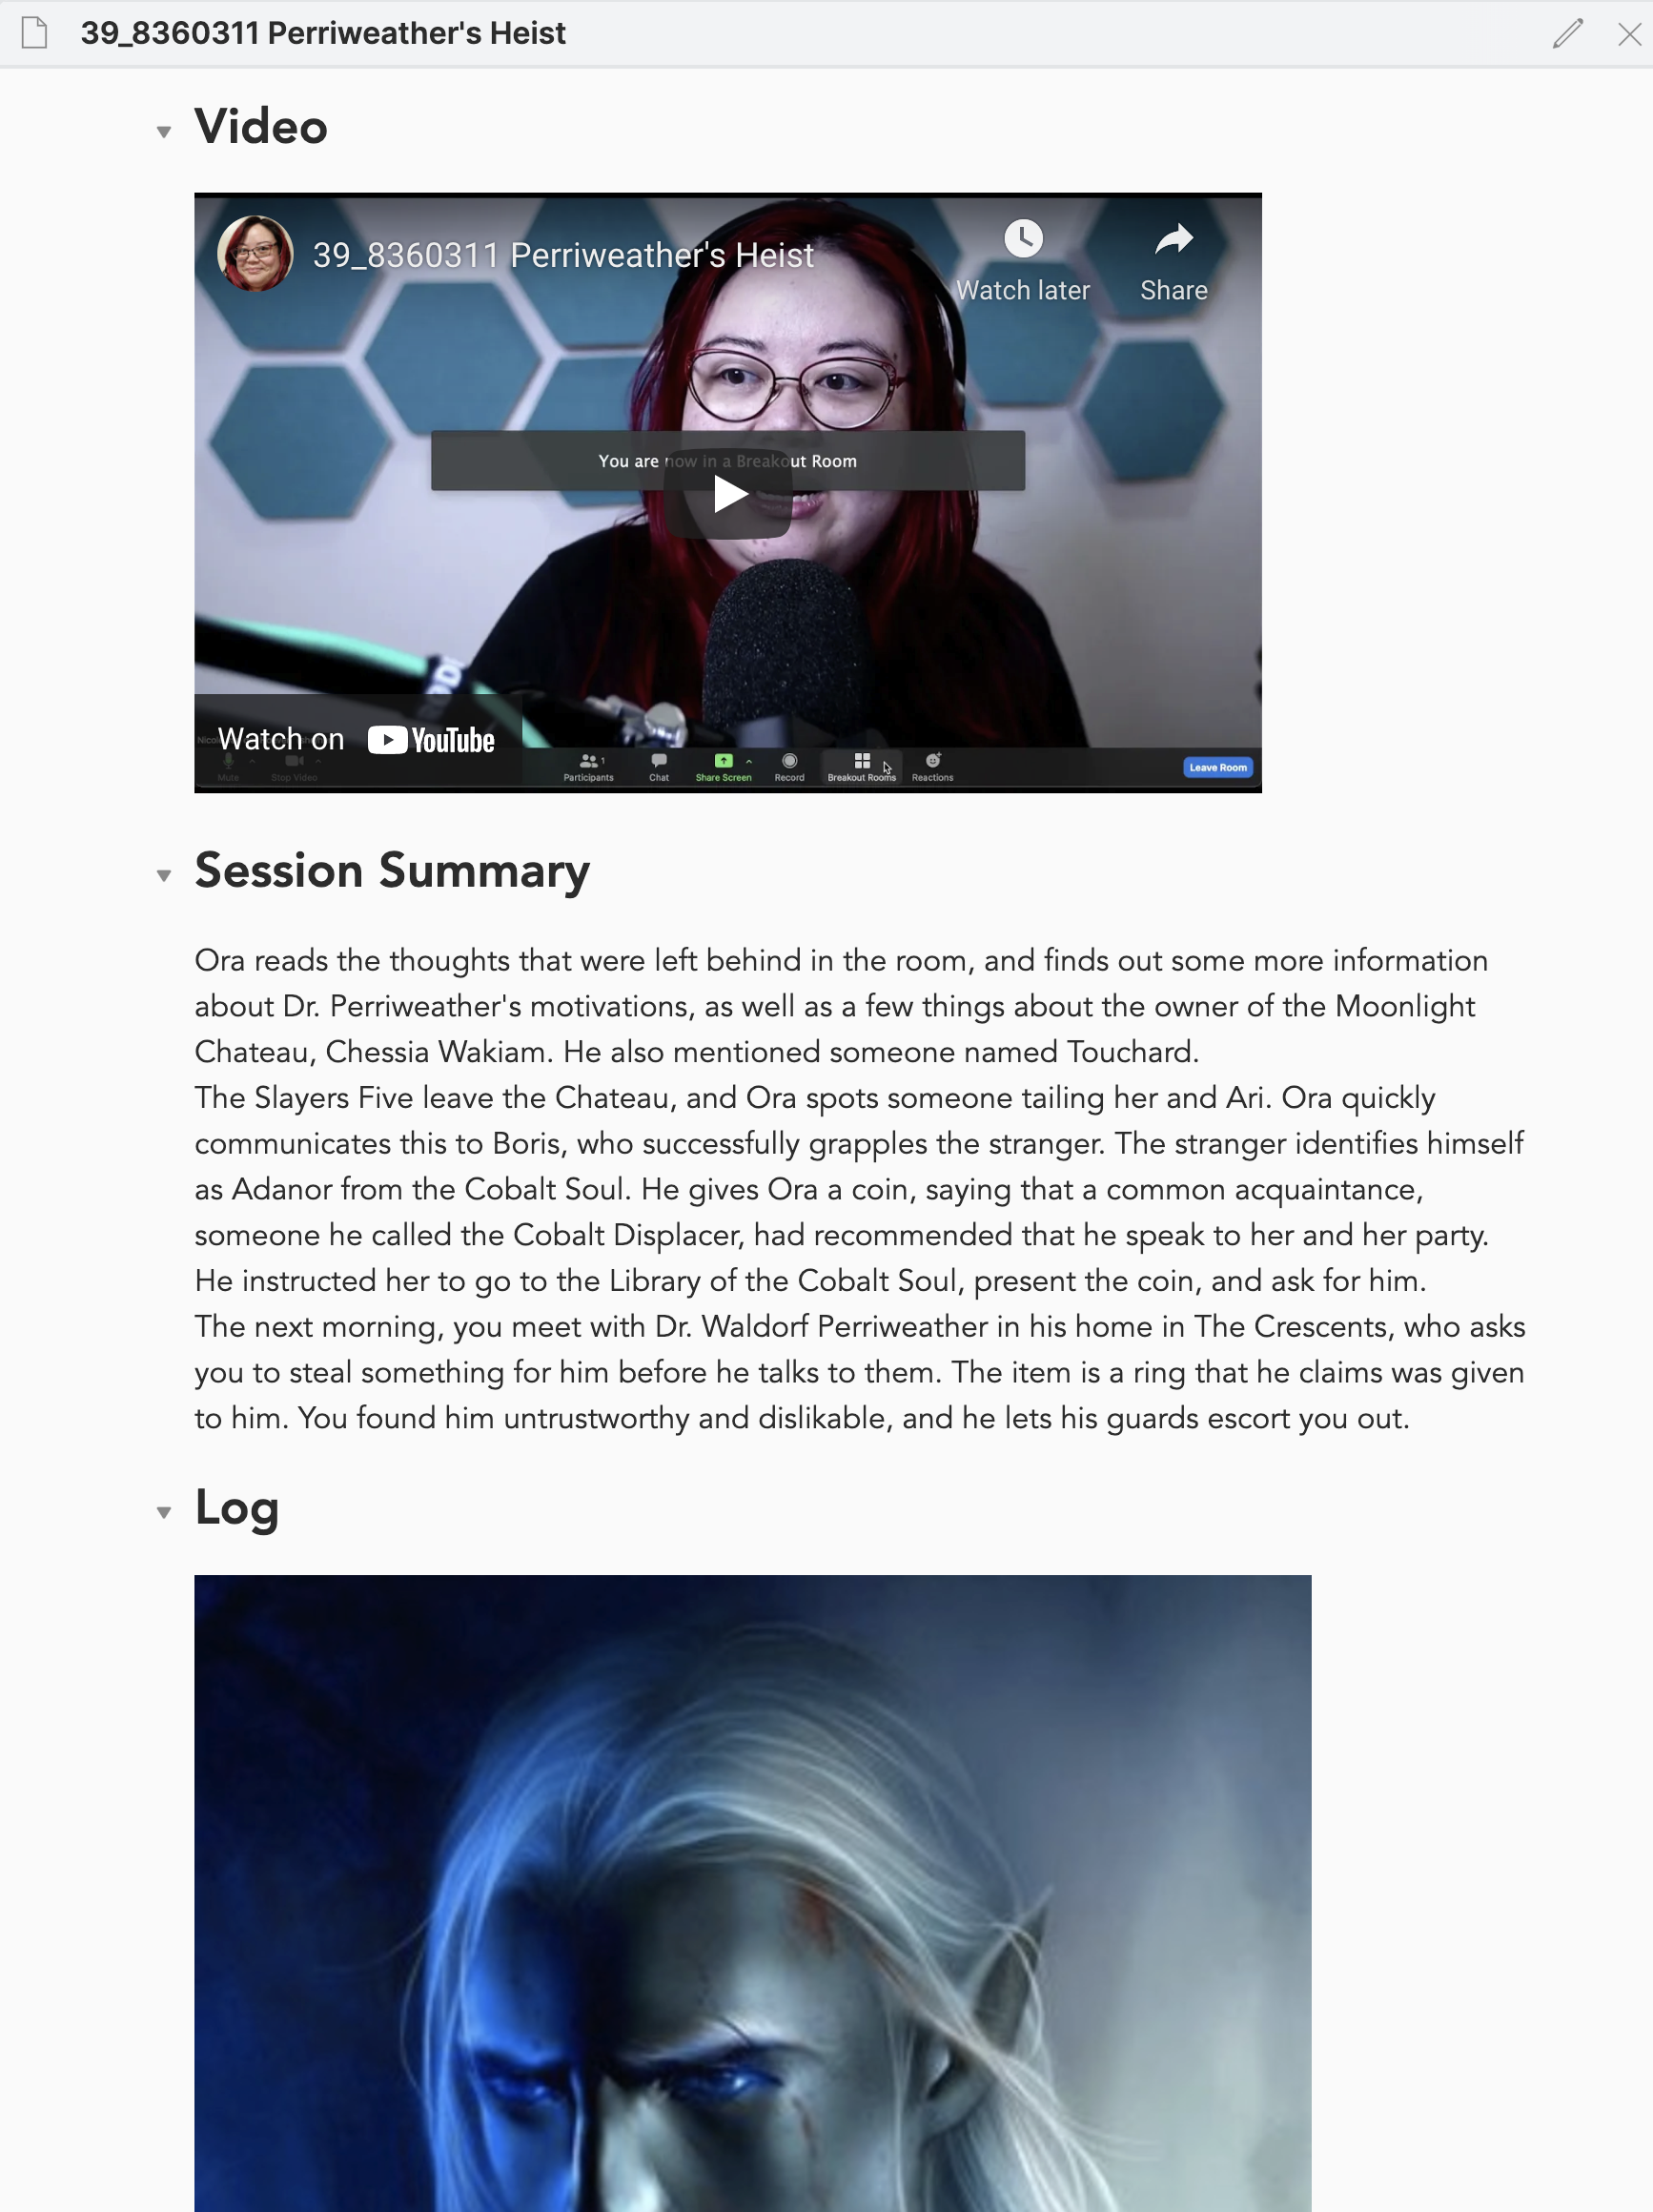 39_8360311 Perriweather's Heist
Video
39_8360311 Perriweather's Heist
Watch later
Share
You are now in a Breakout Room
Watch on YouTube
Mute
Stop Video
Participants
1
Chat
Share Screen
Record
Breakout Rooms
Reactions
Leave Room
Session Summary
Ora reads the thoughts that were left behind in the room, and finds out some more information
about Dr. Perriweather's motivations, as well as a few things about the owner of the Moonlight
Chateau, Chessia Wakiam. He also mentioned someone named Touchard.
The Slayers Five leave the Chateau, and Ora spots someone tailing her and Ari. Ora quickly
communicates this to Boris, who successfully grapples the stranger. The stranger identifies himself
as Adanor from the Cobalt Soul. He gives Ora a coin, saying that a common acquaintance,
someone he called the Cobalt Displacer, had recommended that he speak to her and her party.
He instructed her to go to the Library of the Cobalt Soul, present the coin, and ask for him.
The next morning, you meet with Dr. Waldorf Perriweather in his home in The Crescents, who asks
you to steal something for him before he talks to them. The item is a ring that he claims was given
to him. You found him untrustworthy and dislikable, and he lets his guards escort you out.
Log